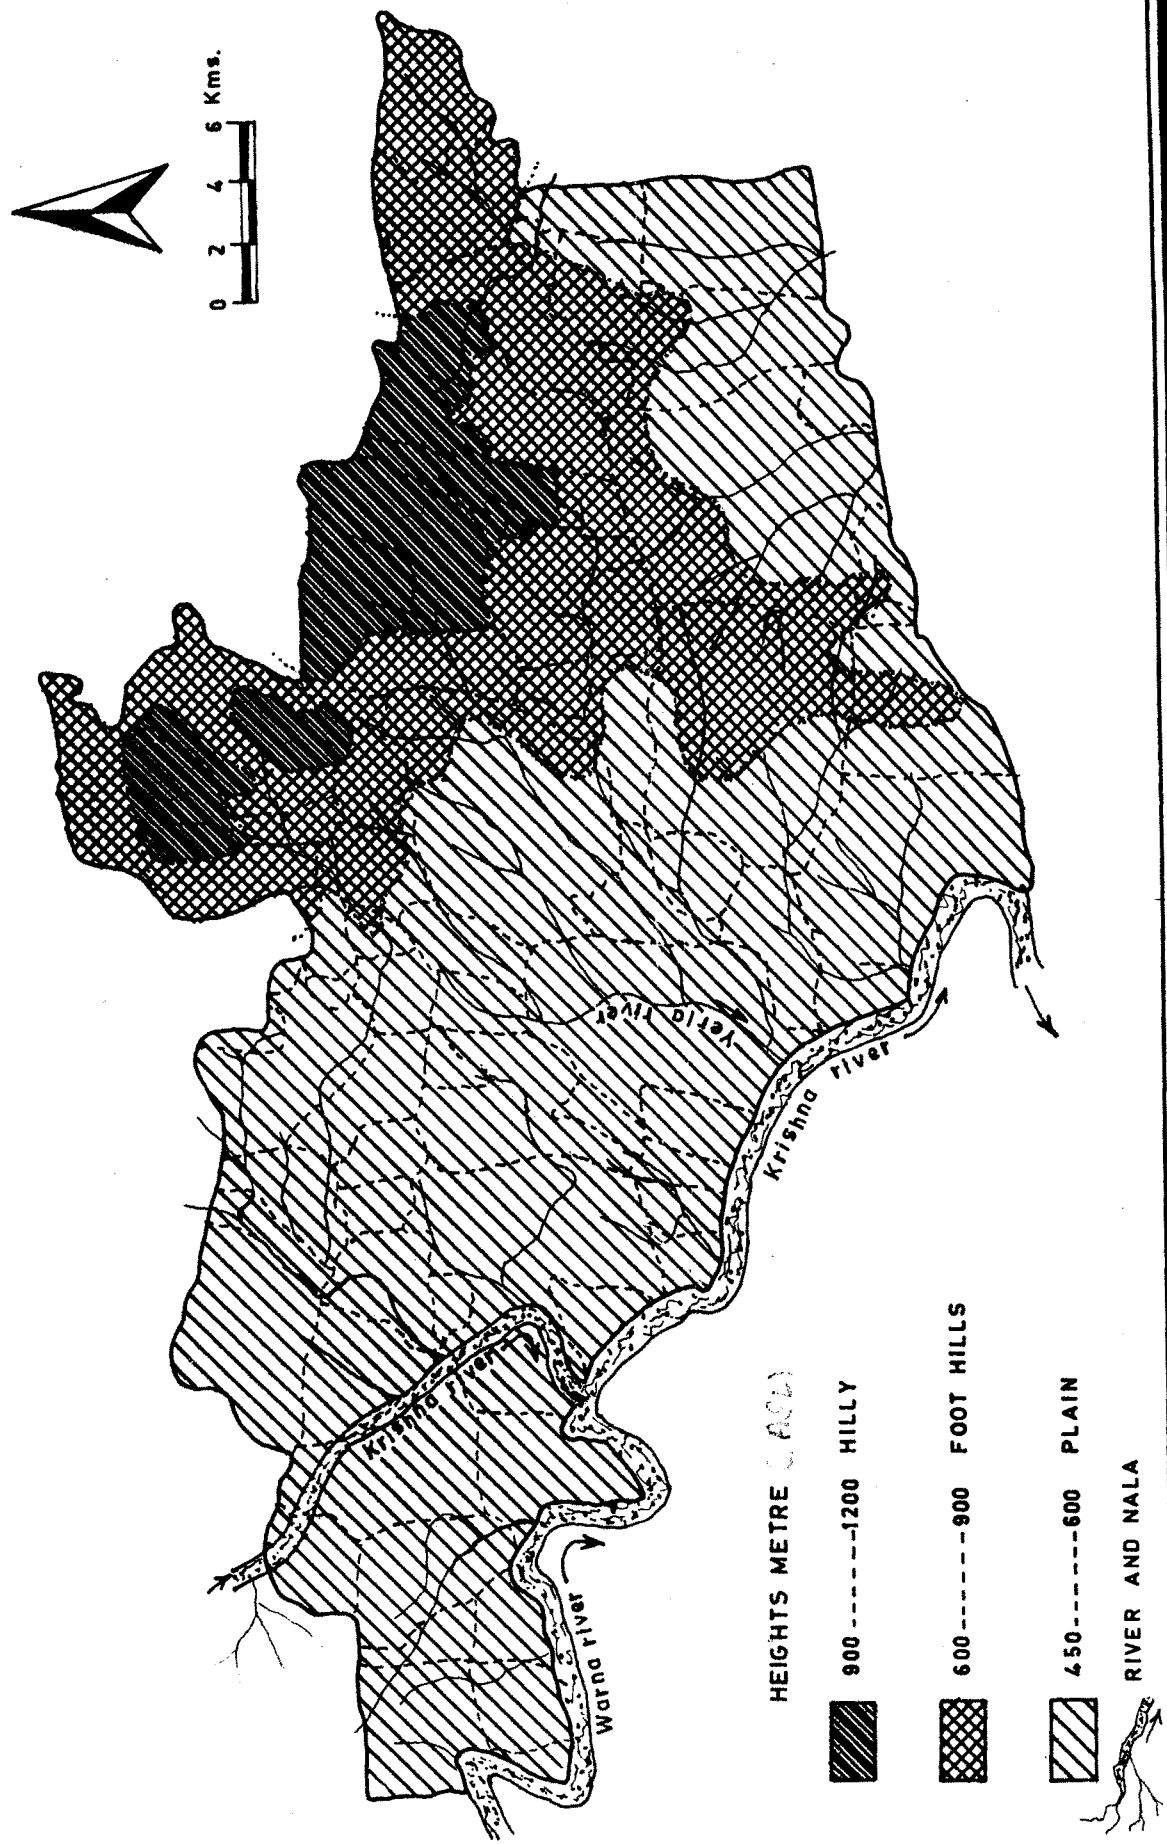 0 2 4 6 Kms.
Krishna river
Yerla river
Krishna river
Warna river
HEIGHTS METRE (ASL)
900-----1200 HILLY
600-----900 FOOT HILLS
450-----600 PLAIN
RIVER AND NALA